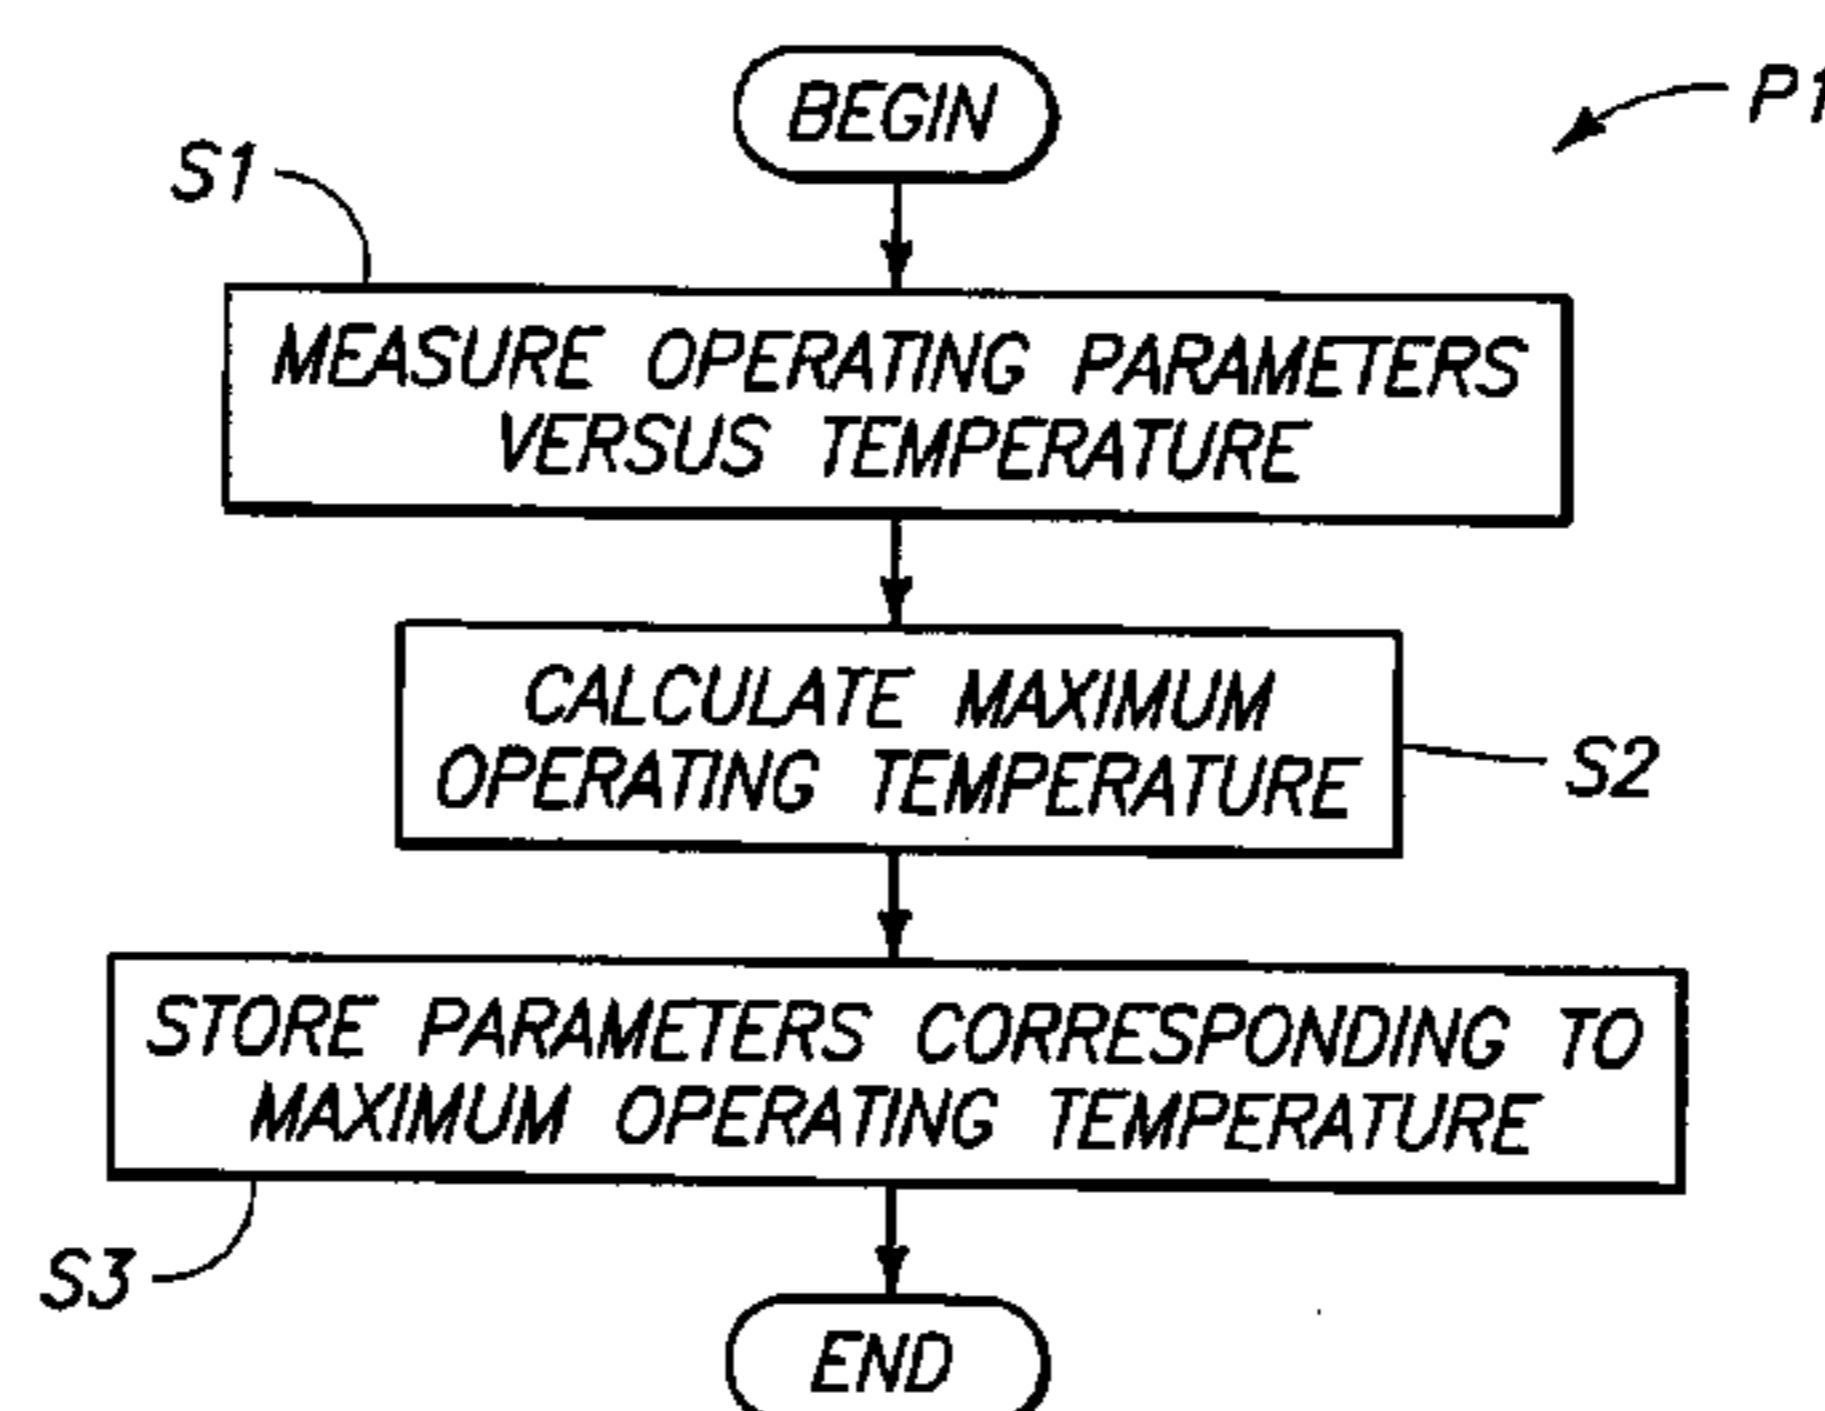 BEGIN
P1
S1
MEASURE OPERATING PARAMETERS
VERSUS TEMPERATURE
CALCULATE MAXIMUM
OPERATING TEMPERATURE
S2
STORE PARAMETERS CORRESPONDING TO
MAXIMUM OPERATING TEMPERATURE
S3
END